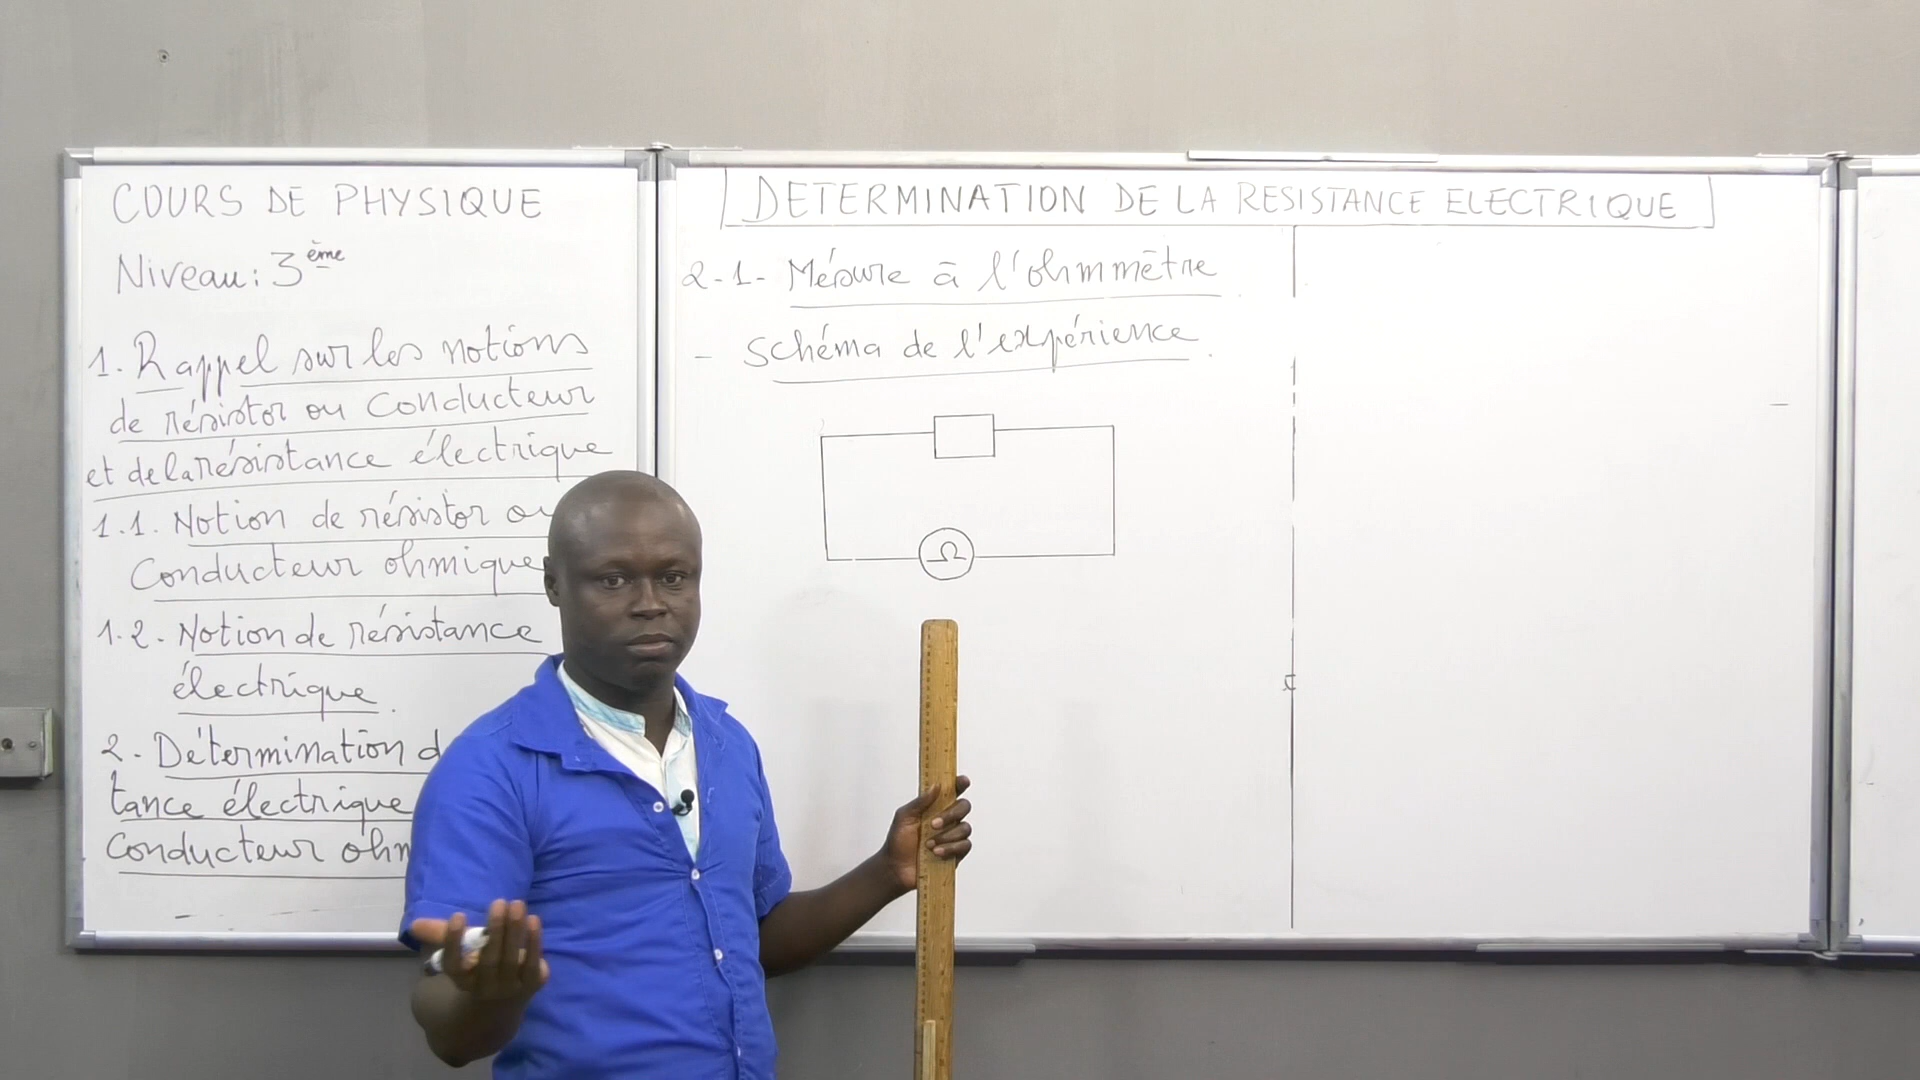 COURS DE PHYSIQUE
Niveau: 3ème
1. Rappel sur les notions
de résistor ou Conducteur
et de la résistance électrique
1.1. Notion de résistor ou
Conducteur ohmique
1.2. Notion de résistance
électrique.
2. Détermination d
tance électrique
Conducteur ohm
DETERMINATION DE LA RESISTANCE ELECTRIQUE
2-1- Mésure à l'ohmmètre
- Schéma de l'expérience.
Ω